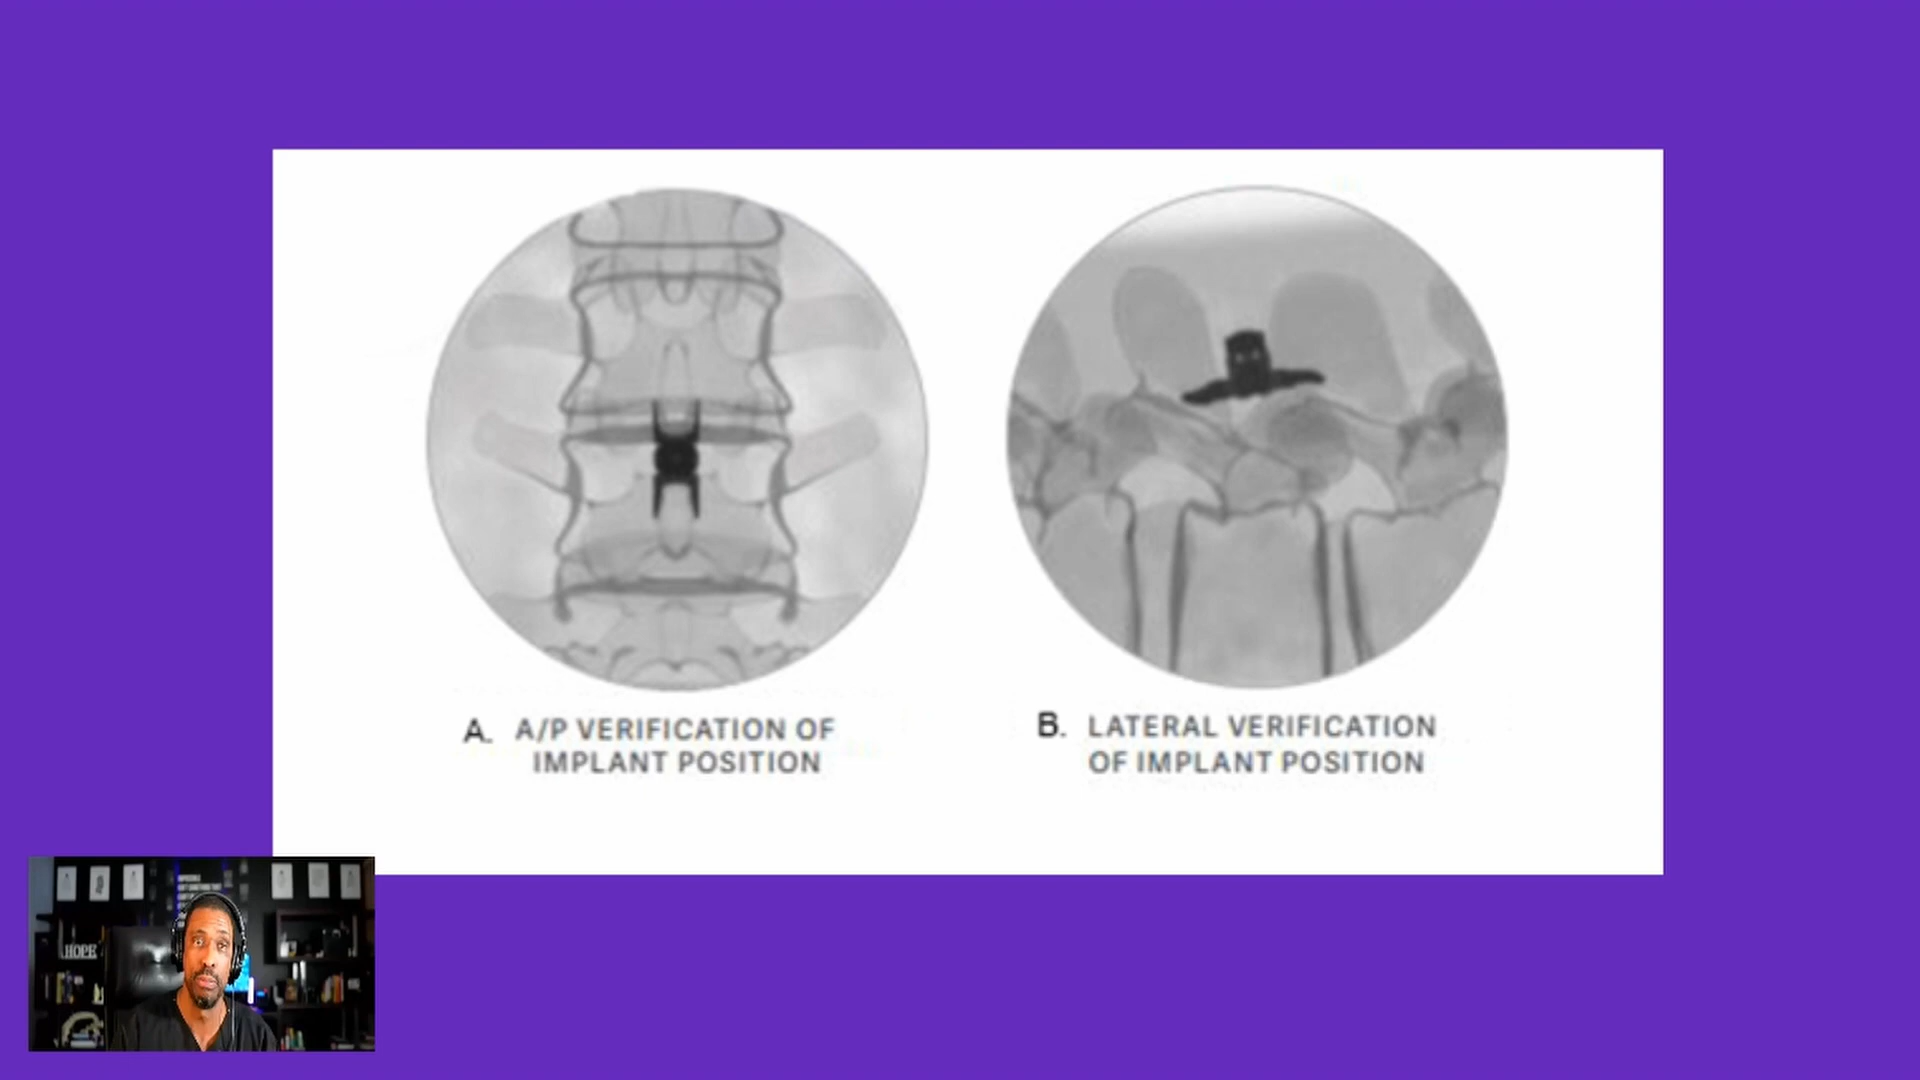 A. A/P VERIFICATION OF
IMPLANT POSITION
B. LATERAL VERIFICATION
OF IMPLANT POSITION
HOPE